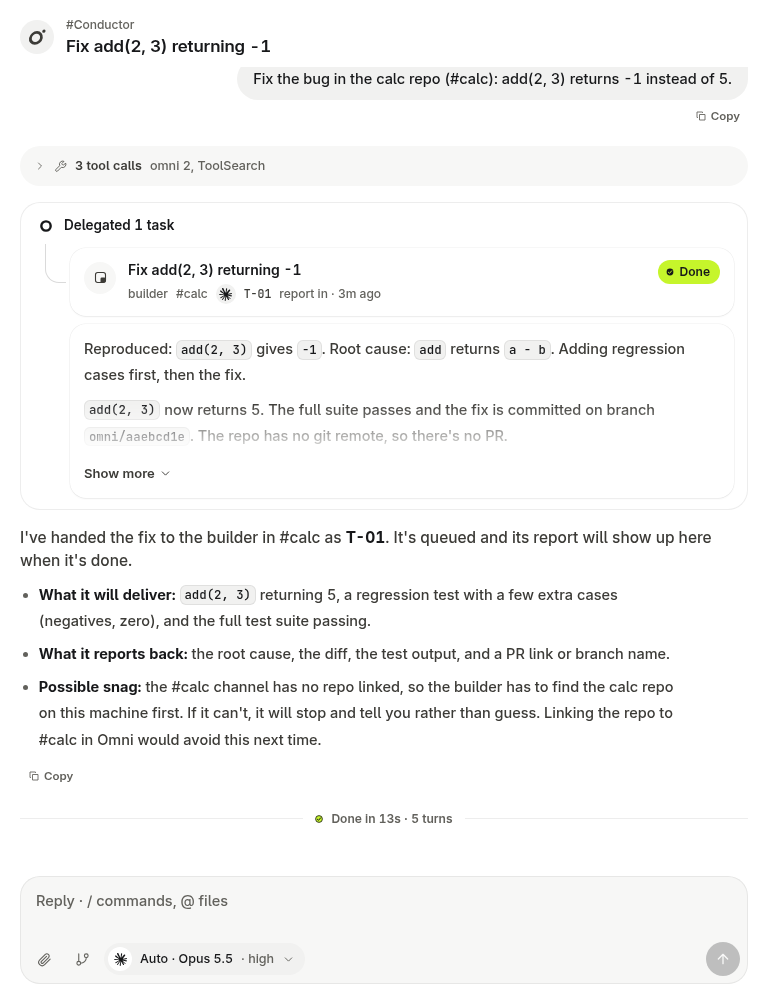 #Conductor
Fix add(2, 3) returning -1
Fix the bug in the calc repo (#calc): add(2, 3) returns -1 instead of 5.
Copy
3 tool calls omni 2, ToolSearch
Delegated 1 task
Fix add(2, 3) returning -1
Done
builder #calc T-01 report in · 3m ago
Reproduced: add(2, 3) gives -1. Root cause: add returns a - b. Adding regression
cases first, then the fix.
add(2, 3) now returns 5. The full suite passes and the fix is committed on branch
omni/aaebcd1e. The repo has no git remote, so there's no PR.
Show more
I've handed the fix to the builder in #calc as T-01. It's queued and its report will show up here
when it's done.
• What it will deliver: add(2, 3) returning 5, a regression test with a few extra cases
(negatives, zero), and the full test suite passing.
• What it reports back: the root cause, the diff, the test output, and a PR link or branch name.
• Possible snag: the #calc channel has no repo linked, so the builder has to find the calc repo
on this machine first. If it can't, it will stop and tell you rather than guess. Linking the repo to
#calc in Omni would avoid this next time.
Copy
Done in 13s · 5 turns
Reply · / commands, @ files
Auto · Opus 5.5 · high